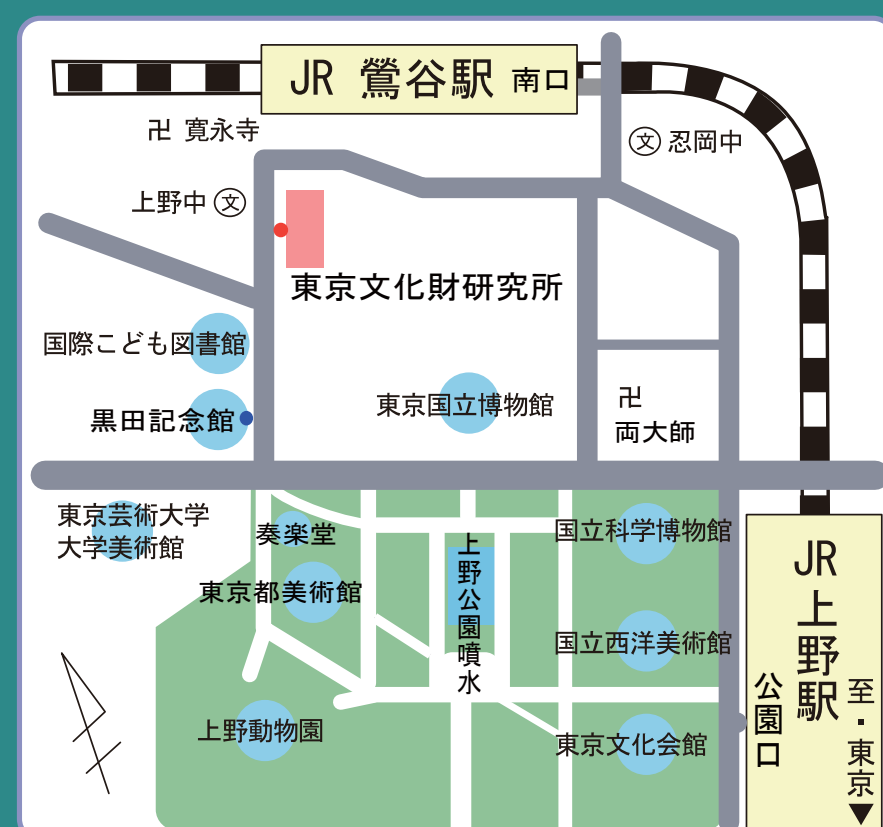 JR 鶯谷駅 南口
卍 寛永寺
文 忍岡中
上野中 文
東京文化財研究所
国際こども図書館
東京国立博物館
卍
両大師
黒田記念館
東京芸術大学
大学美術館
奏楽堂
東京都美術館
上野公園噴水
国立科学博物館
国立西洋美術館
東京文化会館
上野動物園
JR 上野駅
公園口
至・東京▼